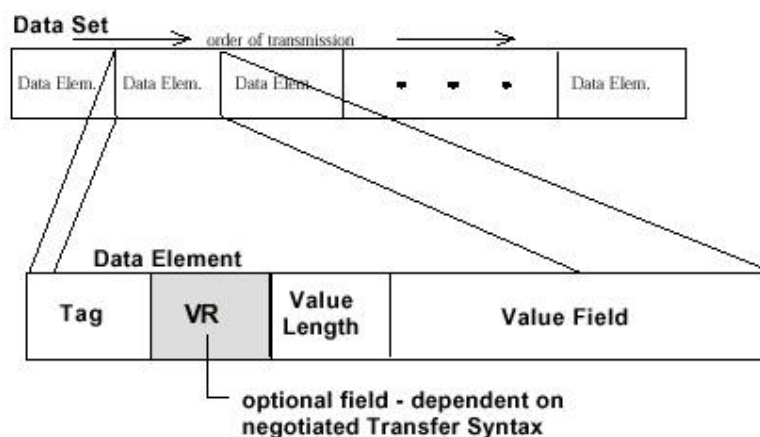 Data Set
order of transmission
Data Elem. Data Elem. Data Elem. Data Elem.
Data Element
Tag VR Value Length Value Field
optional field - dependent on
negotiated Transfer Syntax